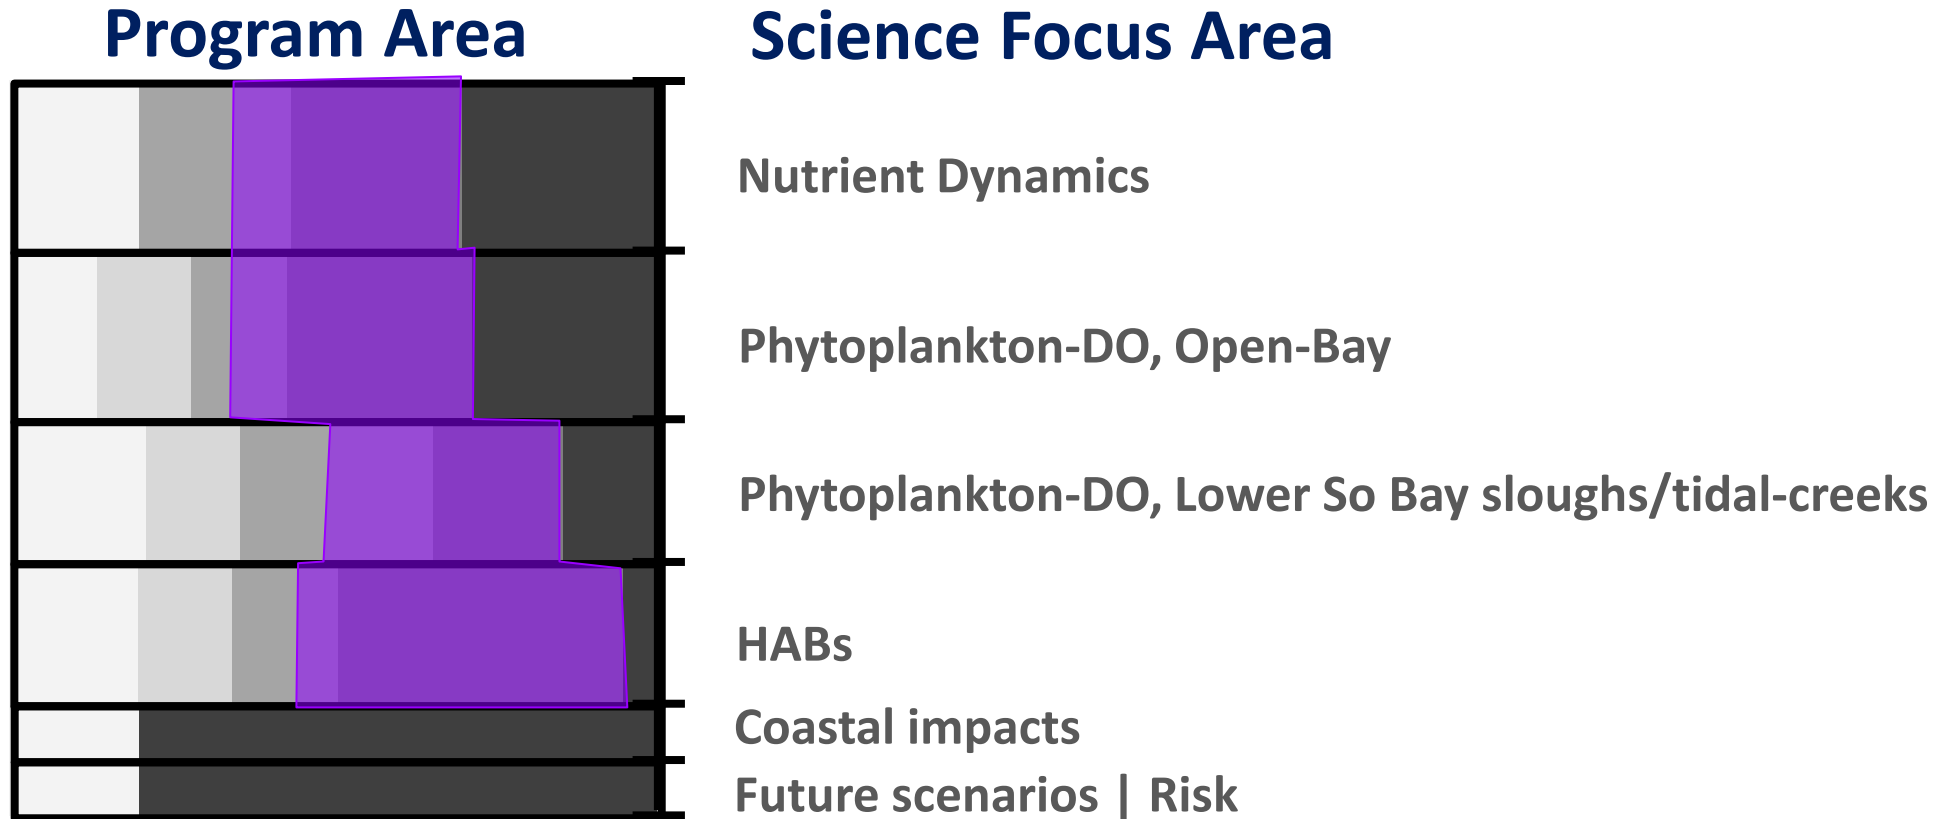 Program Area
Science Focus Area
Nutrient Dynamics
Phytoplankton-DO, Open-Bay
Phytoplankton-DO, Lower So Bay sloughs/tidal-creeks
HABs
Coastal impacts
Future scenarios | Risk